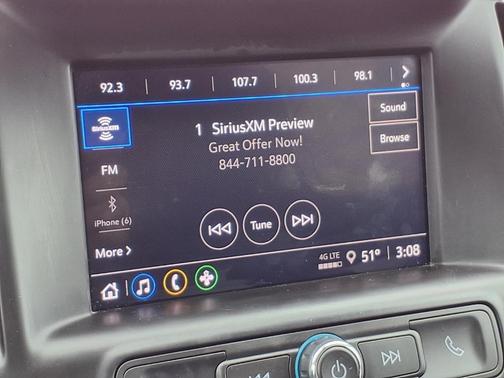 92.3 93.7 107.7 100.3 98.1
SiriusXM
1 SiriusXM Preview
Great Offer Now!
844-711-8800
Sound
Browse
FM
iPhone (6)
Tune
More
4G LTE
51°
3:08